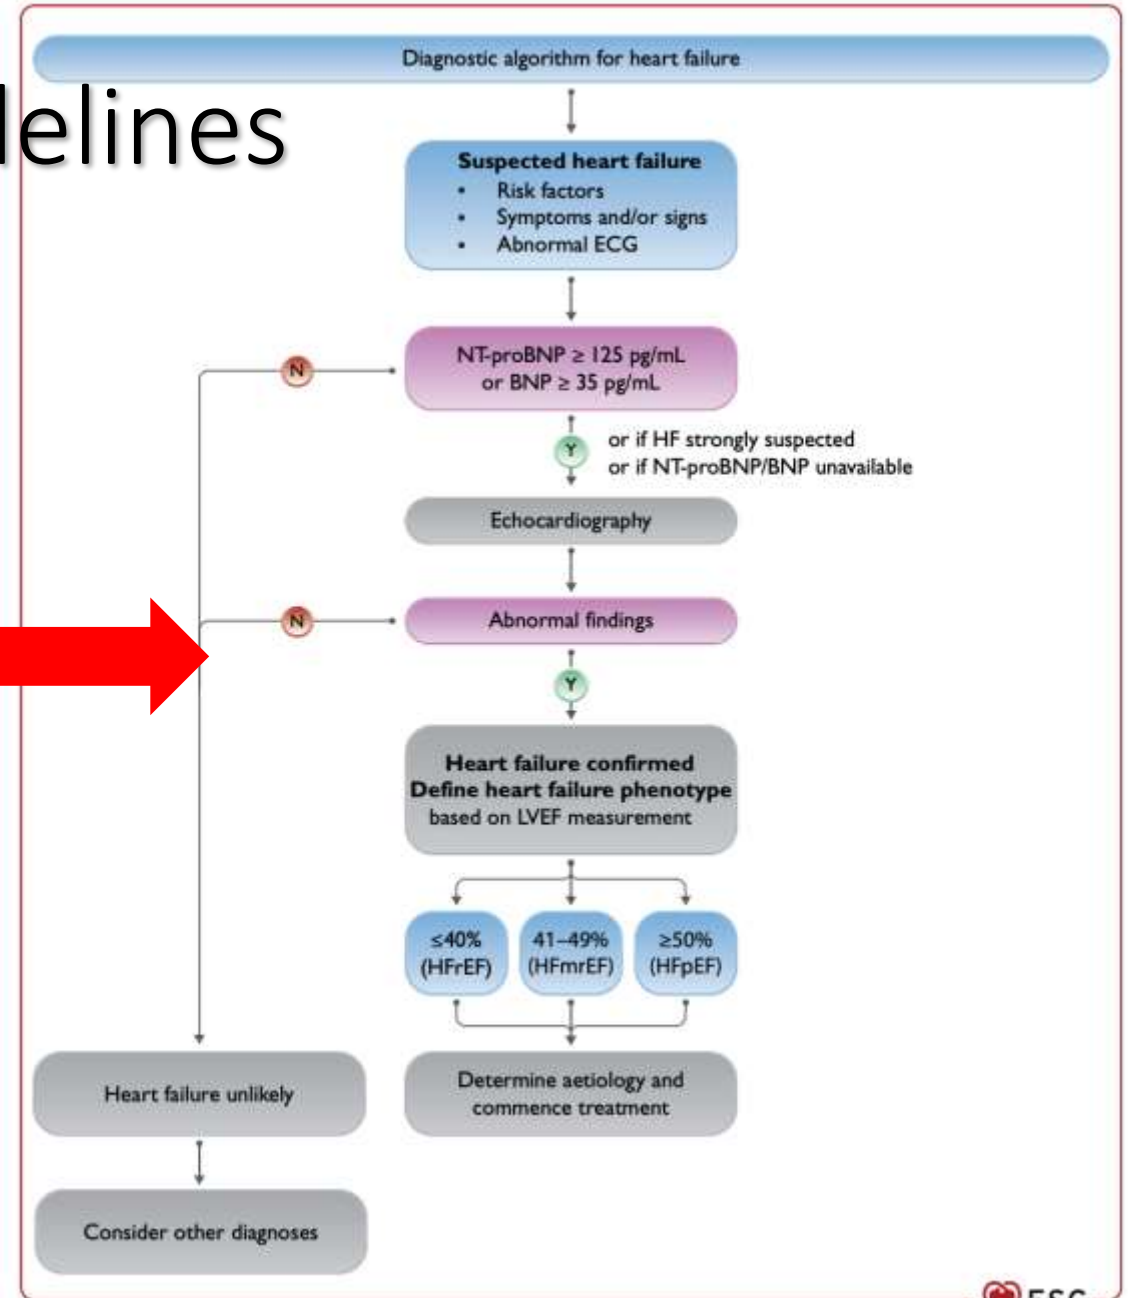 Diagnostic algorithm for heart failure
elines
Suspected heart failure
• Risk factors
• Symptoms and/or signs
• Abnormal ECG
NT-proBNP ≥ 125 pg/mL
or BNP ≥ 35 pg/mL
N
Y
or if HF strongly suspected
or if NT-proBNP/BNP unavailable
Echocardiography
N
Abnormal findings
Y
Heart failure confirmed
Define heart failure phenotype
based on LVEF measurement
≤40%
(HFrEF)
41–49%
(HFmrEF)
≥50%
(HFpEF)
Heart failure unlikely
Determine aetiology and
commence treatment
Consider other diagnoses